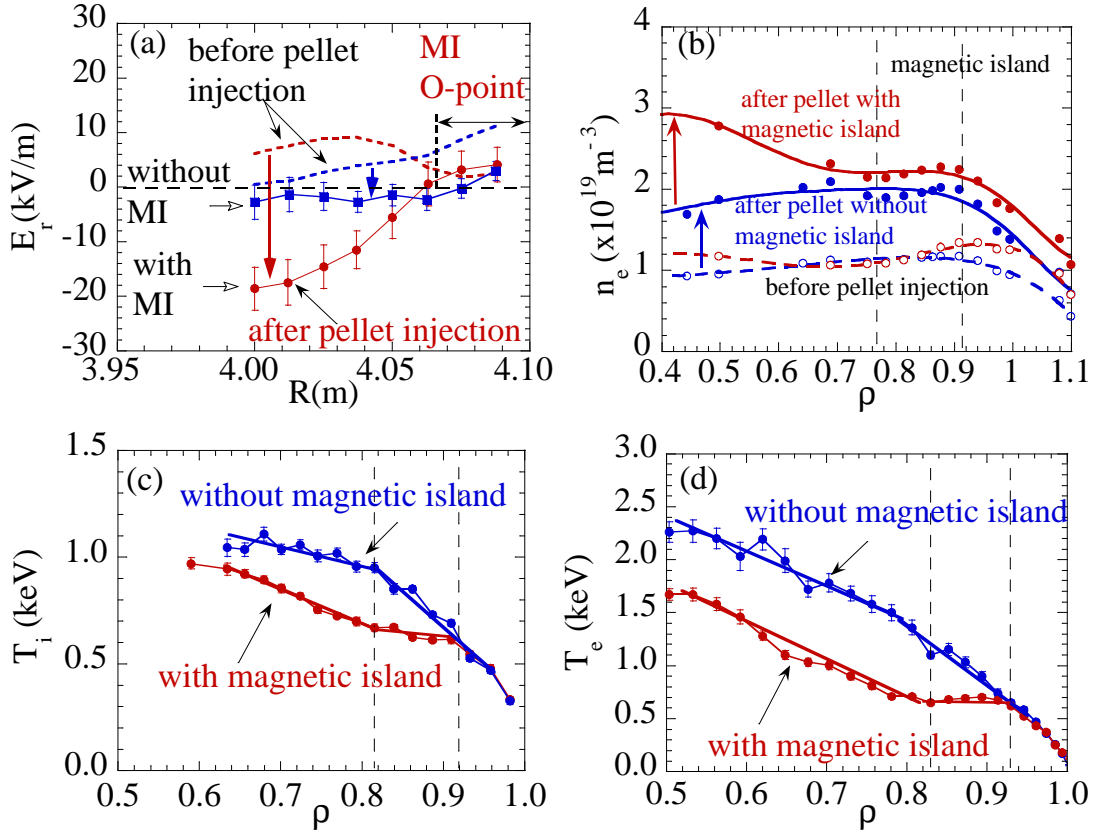 (a)
before pellet
injection
MI
O-point
without
MI
with
MI
after pellet injection
E_r(kV/m)
30
20
10
0
-10
-20
-30
3.95
4.00
4.05
4.10
R(m)
(b)
magnetic island
after pellet with
magnetic island
after pellet without
magnetic island
before pellet injection
n_e (x10^19 m^-3)
4
3
2
1
0
0.4
0.5
0.6
0.7
0.8
0.9
1
1.1
ρ
(c)
without magnetic island
with magnetic island
T_i (keV)
1.5
1.0
0.5
0.0
0.5
0.6
0.7
0.8
0.9
1.0
ρ
(d)
without magnetic island
with magnetic island
T_e (keV)
3.0
2.5
2.0
1.5
1.0
0.5
0.0
0.5
0.6
0.7
0.8
0.9
1.0
ρ